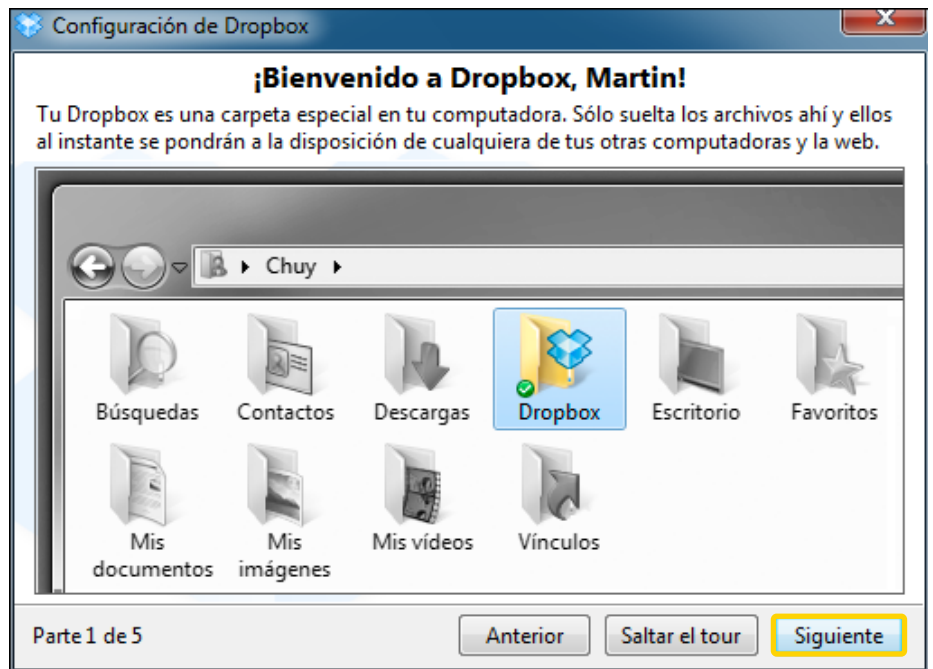 Configuración de Dropbox
¡Bienvenido a Dropbox, Martin!
Tu Dropbox es una carpeta especial en tu computadora. Sólo suelta los archivos ahí y ellos
al instante se pondrán a la disposición de cualquiera de tus otras computadoras y la web.
Chuy
Búsquedas Contactos Descargas Dropbox Escritorio Favoritos
Mis documentos Mis imágenes Mis vídeos Vínculos
Parte 1 de 5 Anterior Saltar el tour Siguiente